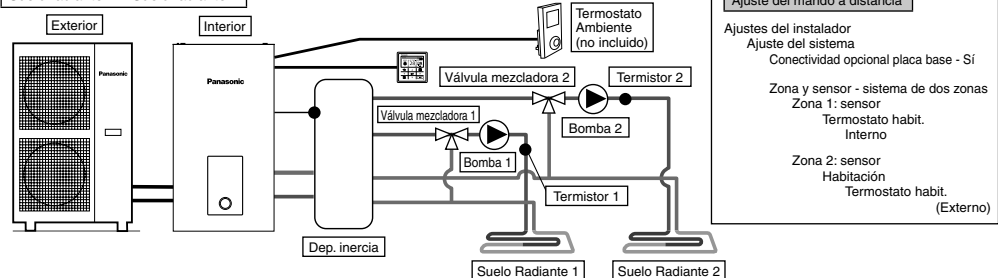 Exterior
Interior
Panasonic
Panasonic
Termostato
Ambiente
(no incluido)
Válvula mezcladora 2
Termistor 2
Válvula mezcladora 1
Bomba 2
Bomba 1
Termistor 1
Dep. inercia
Suelo Radiante 1
Suelo Radiante 2
Ajuste del mando a distancia
Ajustes del instalador
Ajuste del sistema
Conectividad opcional placa base - Sí
Zona y sensor - sistema de dos zonas
Zona 1: sensor
Termostato habit.
Interno
Zona 2: sensor
Habitación
Termostato habit.
(Externo)